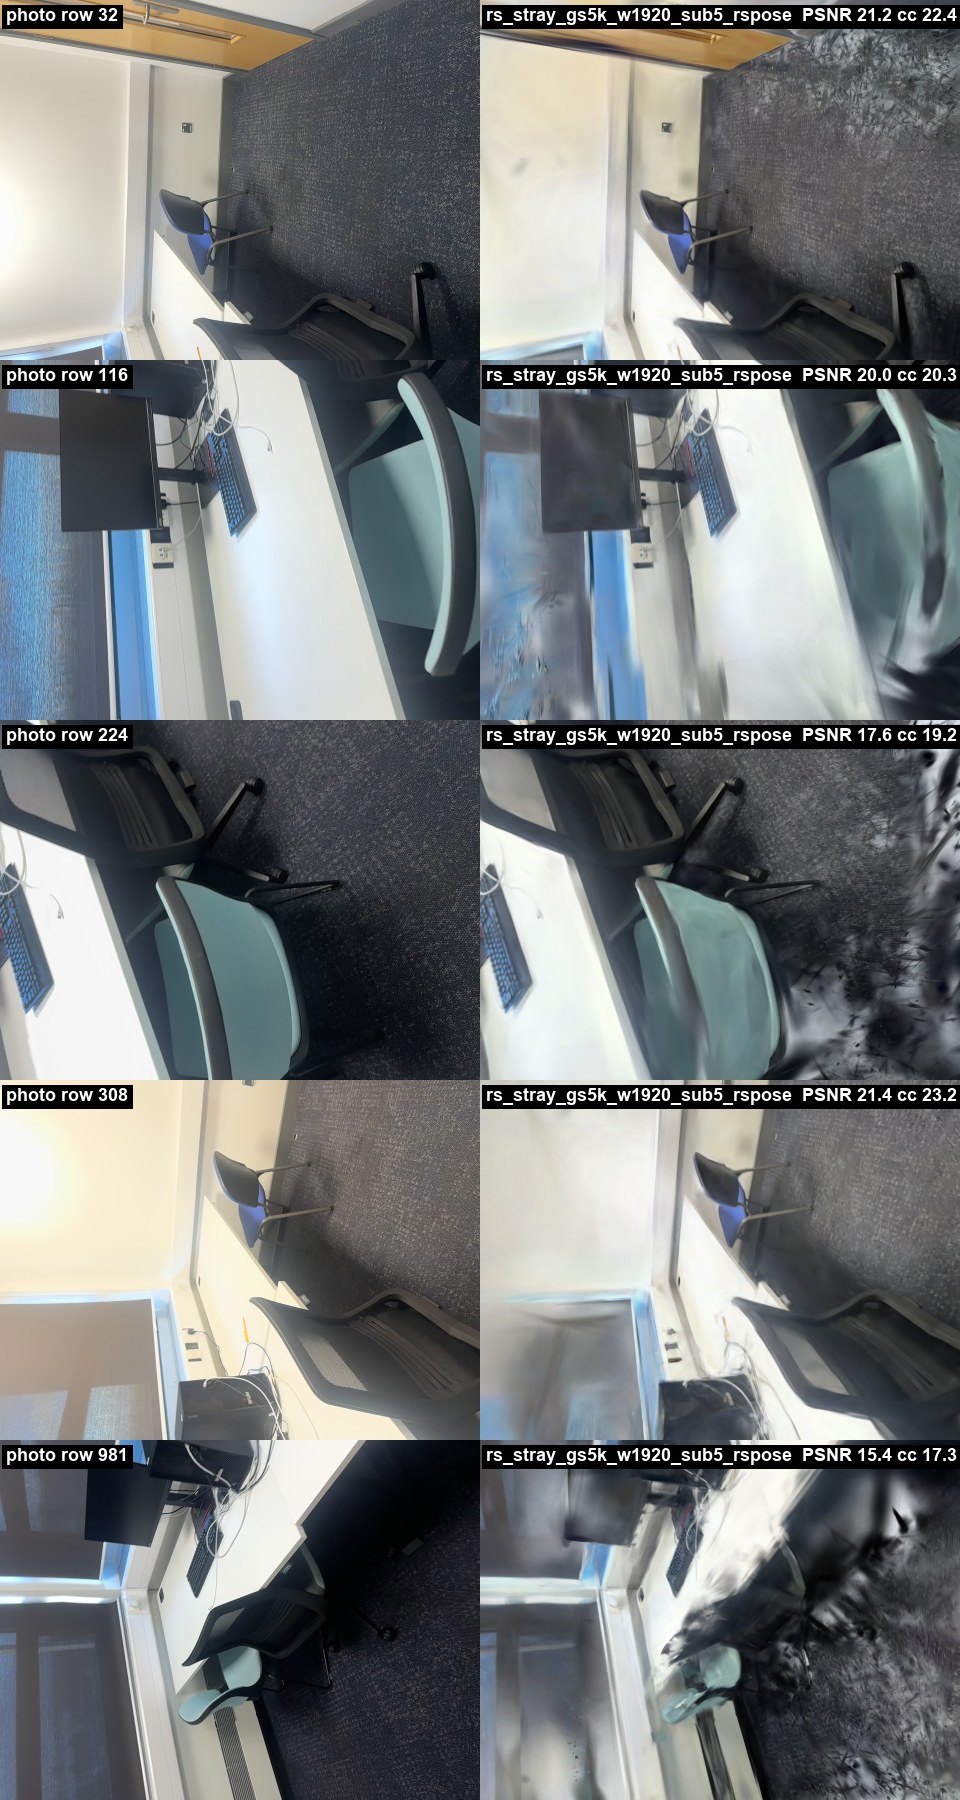 photo row 32
rs_stray_gs5k_w1920_sub5_rspose PSNR 21.2 cc 22.4
photo row 116
rs_stray_gs5k_w1920_sub5_rspose PSNR 20.0 cc 20.3
photo row 224
rs_stray_gs5k_w1920_sub5_rspose PSNR 17.6 cc 19.2
photo row 308
rs_stray_gs5k_w1920_sub5_rspose PSNR 21.4 cc 23.2
photo row 981
rs_stray_gs5k_w1920_sub5_rspose PSNR 15.4 cc 17.3